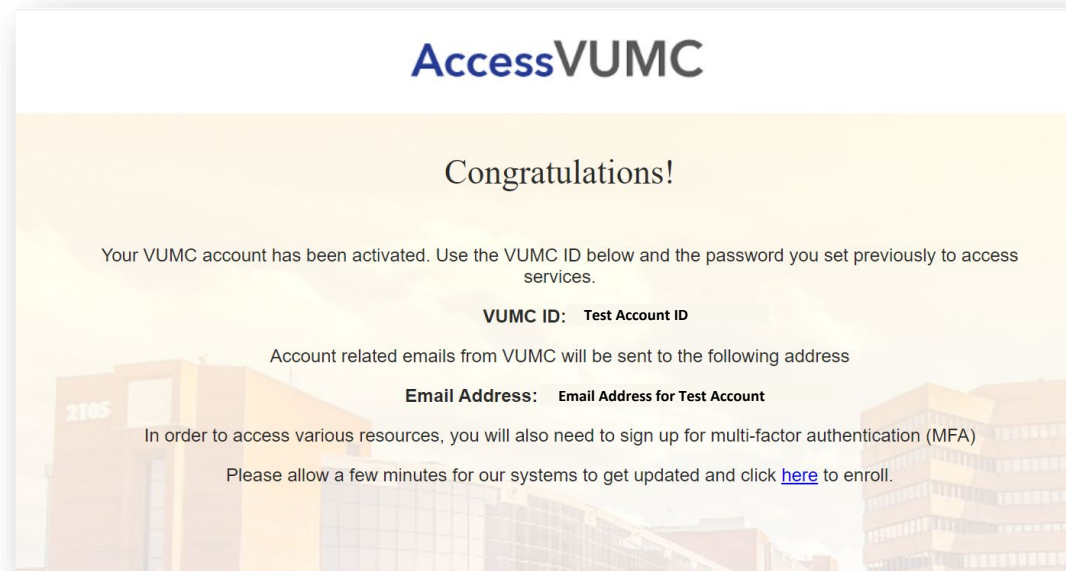 AccessVUMC
Congratulations!
Your VUMC account has been activated. Use the VUMC ID below and the password you set previously to access
services.
VUMC ID: Test Account ID
Account related emails from VUMC will be sent to the following address
Email Address: Email Address for Test Account
2105
In order to access various resources, you will also need to sign up for multi-factor authentication (MFA)
Please allow a few minutes for our systems to get updated and click here to enroll.